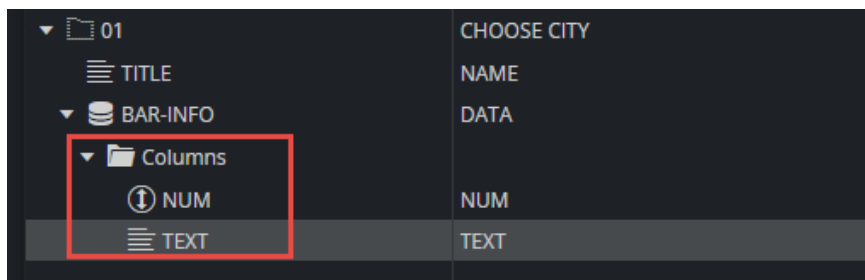 01 CHOOSE CITY
TITLE NAME
BAR-INFO DATA
Columns
NUM NUM
TEXT TEXT